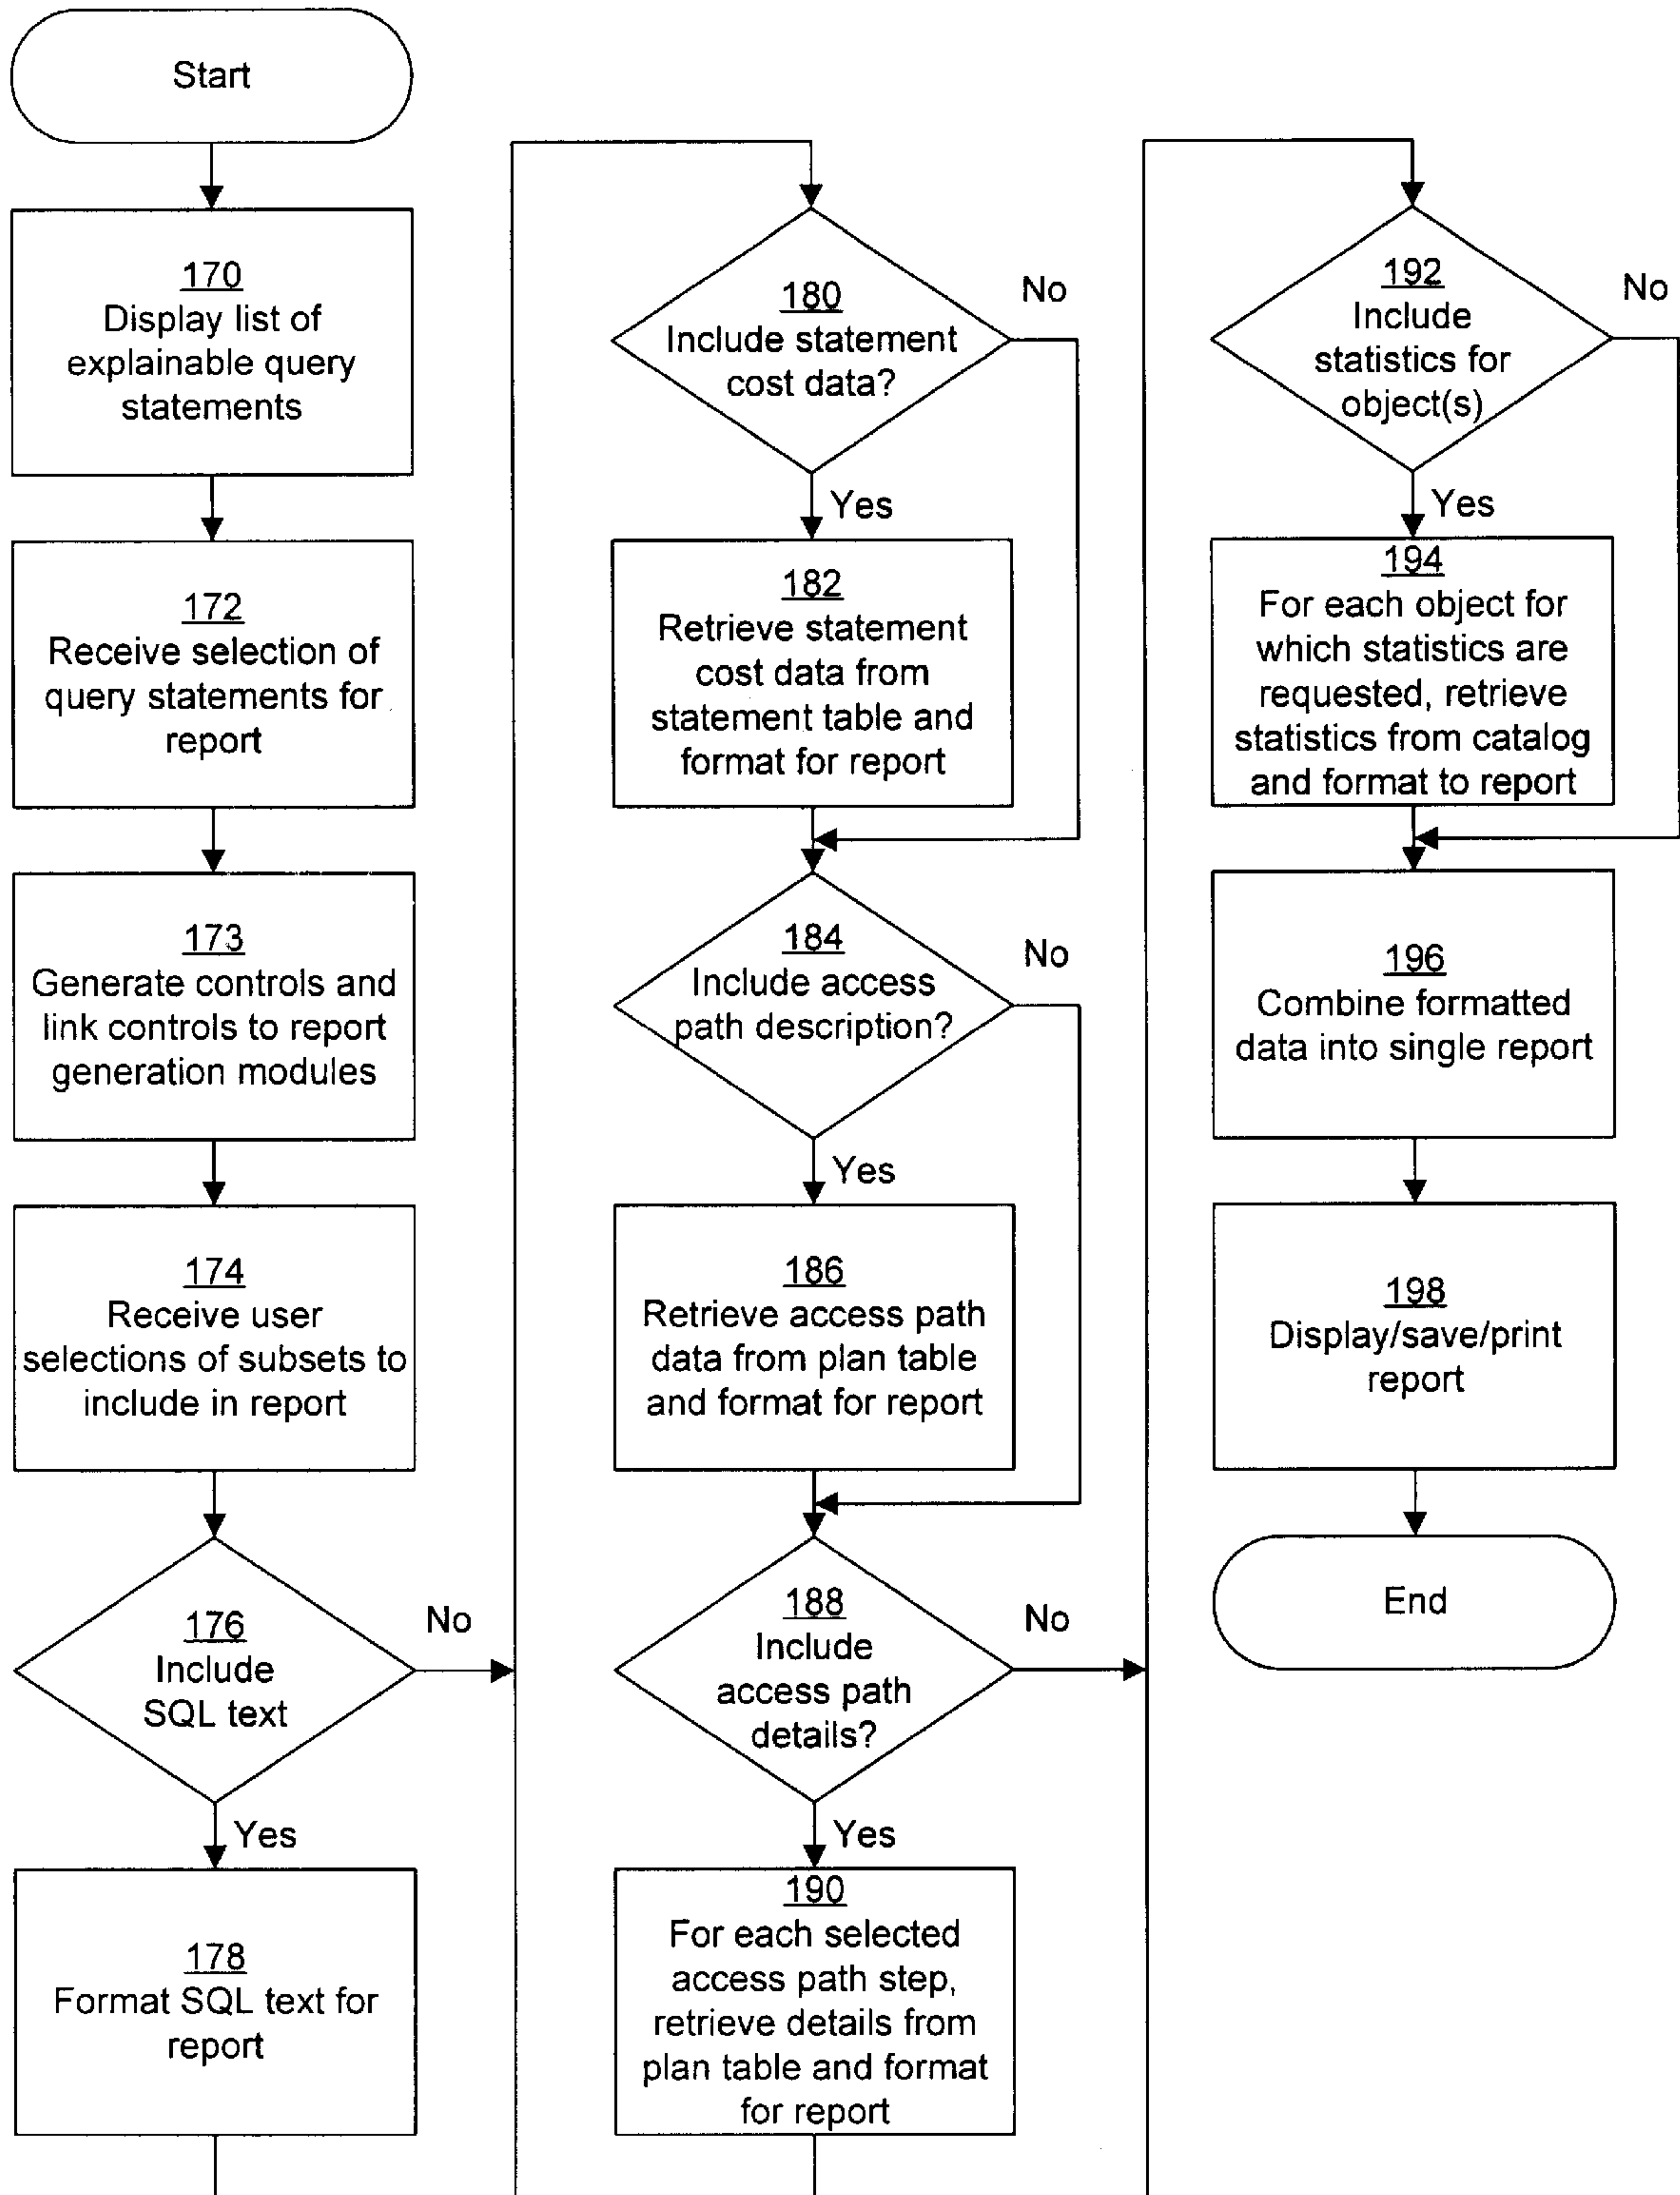 Start
170
Display list of
explainable query
statements
172
Receive selection of
query statements for
report
173
Generate controls and
link controls to report
generation modules
174
Receive user
selections of subsets to
include in report
176
Include
SQL text
No
Yes
178
Format SQL text for
report
180
Include statement
cost data?
No
Yes
182
Retrieve statement
cost data from
statement table and
format for report
184
Include access
path description?
No
Yes
186
Retrieve access path
data from plan table
and format for report
188
Include
access path
details?
No
Yes
190
For each selected
access path step,
retrieve details from
plan table and format
for report
192
Include
statistics for
object(s)
No
Yes
194
For each object for
which statistics are
requested, retrieve
statistics from catalog
and format to report
196
Combine formatted
data into single report
198
Display/save/print
report
End